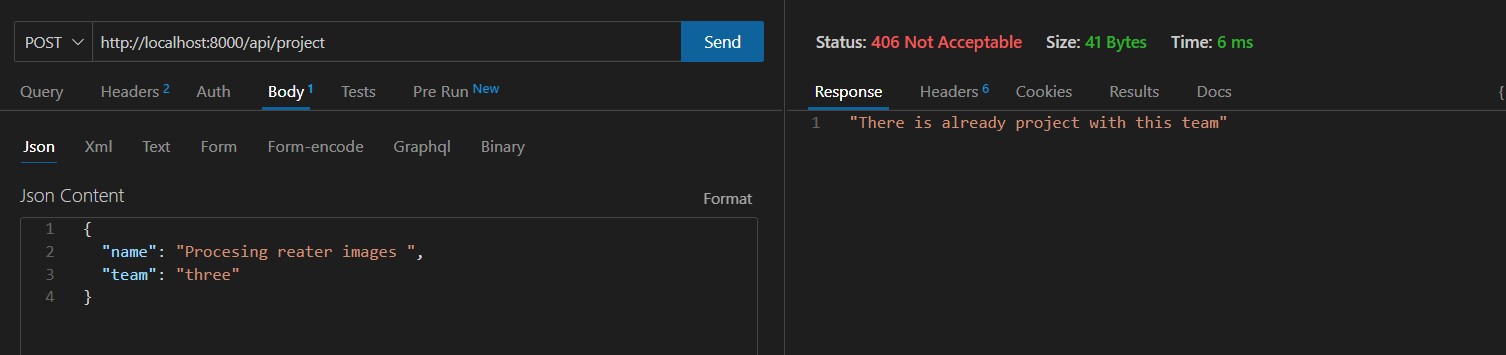 POST http://localhost:8000/api/project Send
Query Headers 2 Auth Body 1 Tests Pre Run New
Json Xml Text Form Form-encode Graphql Binary
Json Content Format
1 {
2 "name": "Procesing reater images ",
3 "team": "three"
4 }
Status: 406 Not Acceptable Size: 41 Bytes Time: 6 ms
Response Headers 6 Cookies Results Docs {
1 "There is already project with this team"